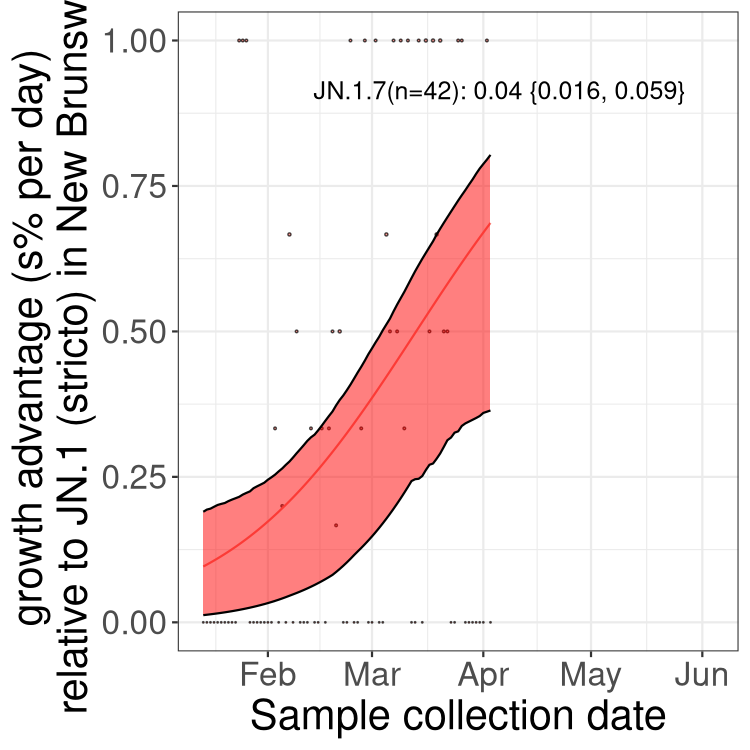 growth advantage (s% per day)
relative to JN.1 (stricto) in New Brunsw
1.00
0.75
0.50
0.25
0.00
JN.1.7(n=42): 0.04 {0.016, 0.059}
Feb Mar Apr May Jun
Sample collection date